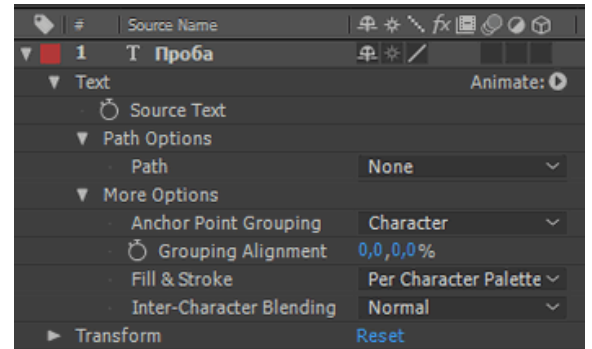 # Source Name fx
1 T Проба
Text Animate:
Source Text
Path Options
Path None
More Options
Anchor Point Grouping Character
Grouping Alignment 0,0,0,0%
Fill & Stroke Per Character Palette
Inter-Character Blending Normal
Transform Reset